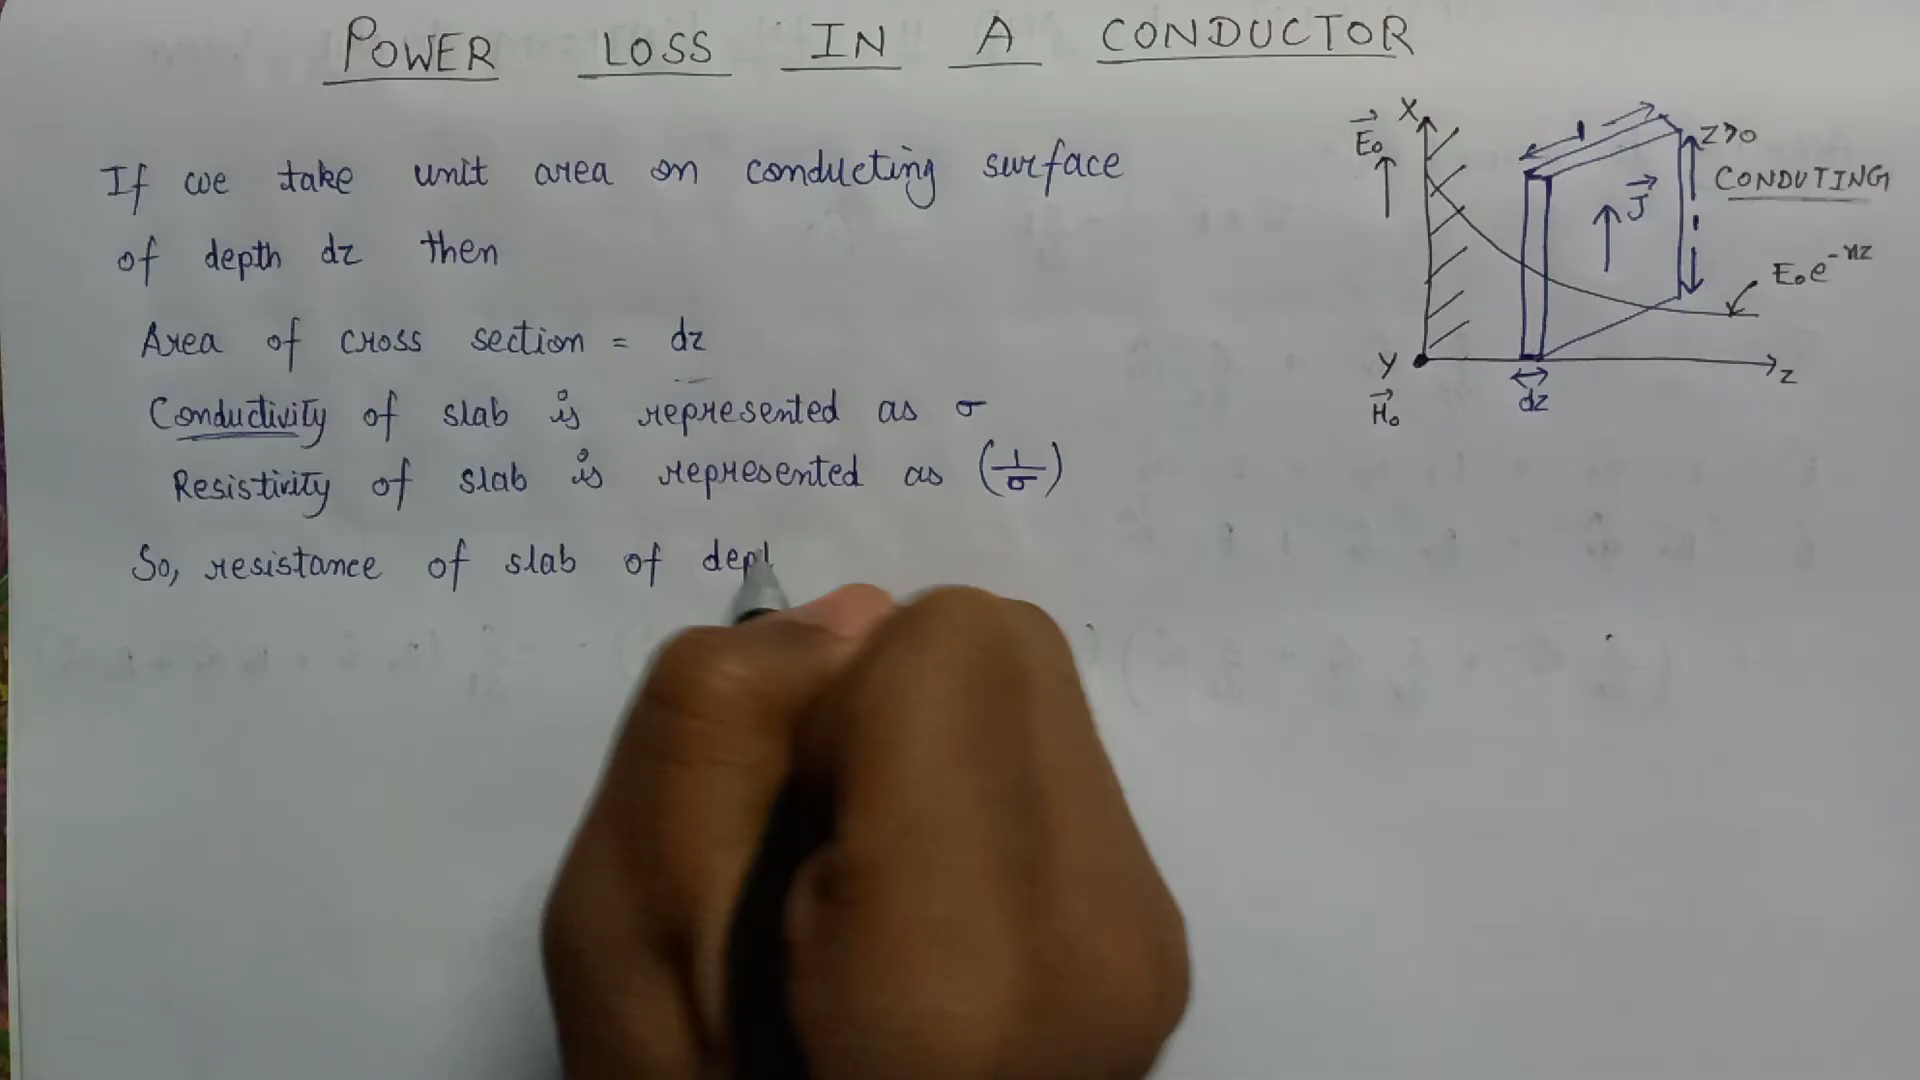 POWER LOSS IN A CONDUCTOR
If we take unit area on conducting surface
of depth dz then
Area of cross section = dz
Conductivity of slab is represented as σ
Resistivity of slab is represented as (1/σ)
So, resistance of slab of dept
X
E₀
1
Z>0
CONDUTING
J
1
E₀e^-γz
Y
Z
dz
H₀